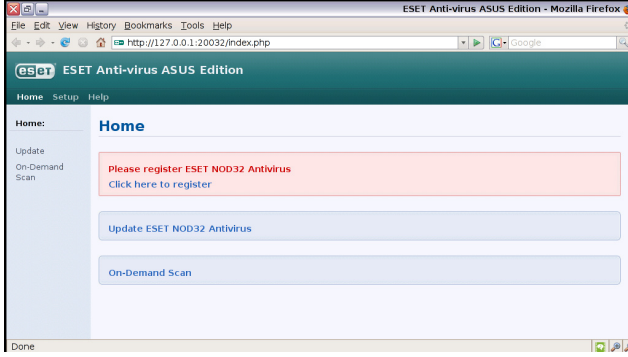 ESET Anti-virus ASUS Edition - Mozilla Firefox
File Edit View History Bookmarks Tools Help
http://127.0.0.1:20032/index.php
Google
eset ESET Anti-virus ASUS Edition
Home Setup Help
Home:
Update
On-Demand
Scan
Home
Please register ESET NOD32 Antivirus
Click here to register
Update ESET NOD32 Antivirus
On-Demand Scan
Done